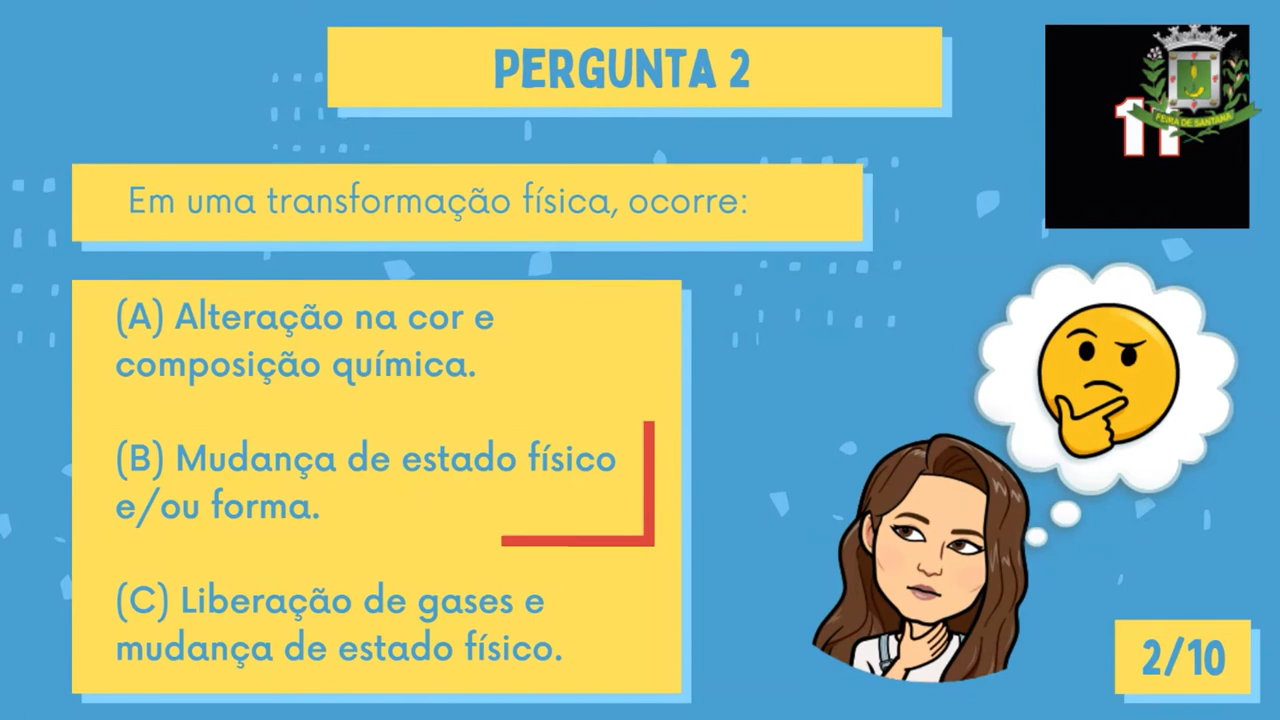 PERGUNTA 2
11
FEIRA DE SANTANA
Em uma transformação física, ocorre:
(A) Alteração na cor e
composição química.
(B) Mudança de estado físico
e/ou forma.
(C) Liberação de gases e
mudança de estado físico.
2/10